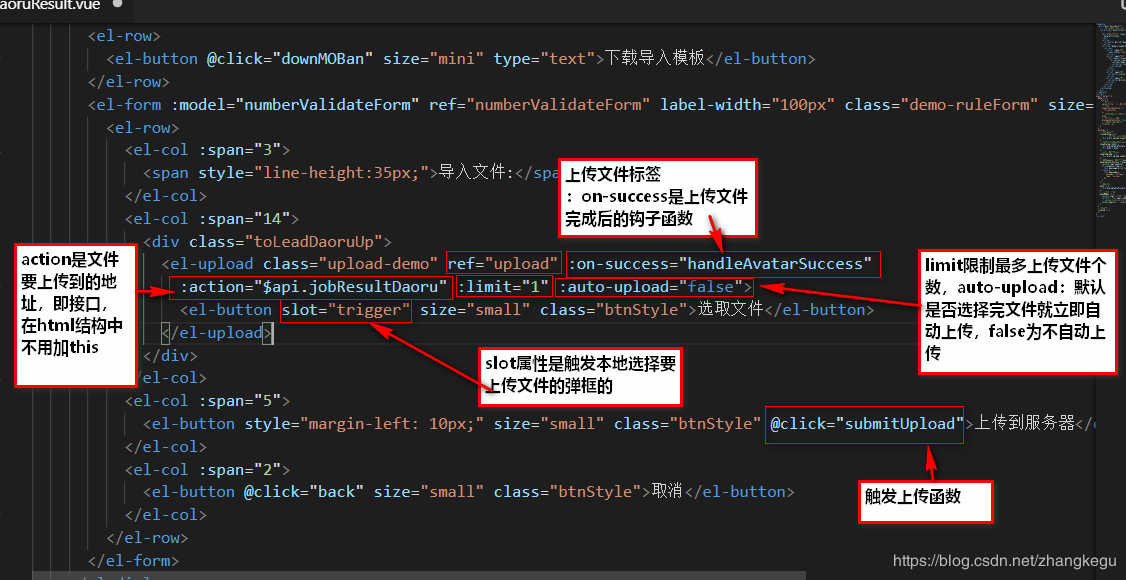 daoruResult.vue
<el-row>
<el-button @click="downMOBan" size="mini" type="text">下载导入模板</el-button>
</el-row>
<el-form :model="numberValidateForm" ref="numberValidateForm" label-width="100px" class="demo-ruleForm" size=
<el-row>
<el-col :span="3">
<span style="line-height:35px;">导入文件:</spa
</el-col>
<el-col :span="14">
<div class="toLeadDaoruUp">
<el-upload class="upload-demo" ref="upload" :on-success="handleAvatarSuccess"
:action="$api.jobResultDaoru" :limit="1" :auto-upload="false">
<el-button slot="trigger" size="small" class="btnStyle">选取文件</el-button>
</el-upload>
</div>
</el-col>
<el-col :span="5">
<el-button style="margin-left: 10px;" size="small" class="btnStyle" @click="submitUpload">上传到服务器</e
</el-col>
<el-col :span="2">
<el-button @click="back" size="small" class="btnStyle">取消</el-button>
</el-col>
</el-row>
</el-form>
上传文件标签
：on-success是上传文件
完成后的钩子函数
action是文件
要上传到的地
址，即接口，
在html结构中
不用加this
limit限制最多上传文件个
数，auto-upload：默认
是否选择完文件就立即自
动上传，false为不自动上
传
slot属性是触发本地选择要
上传文件的弹框的
触发上传函数
https://blog.csdn.net/zhangkegu